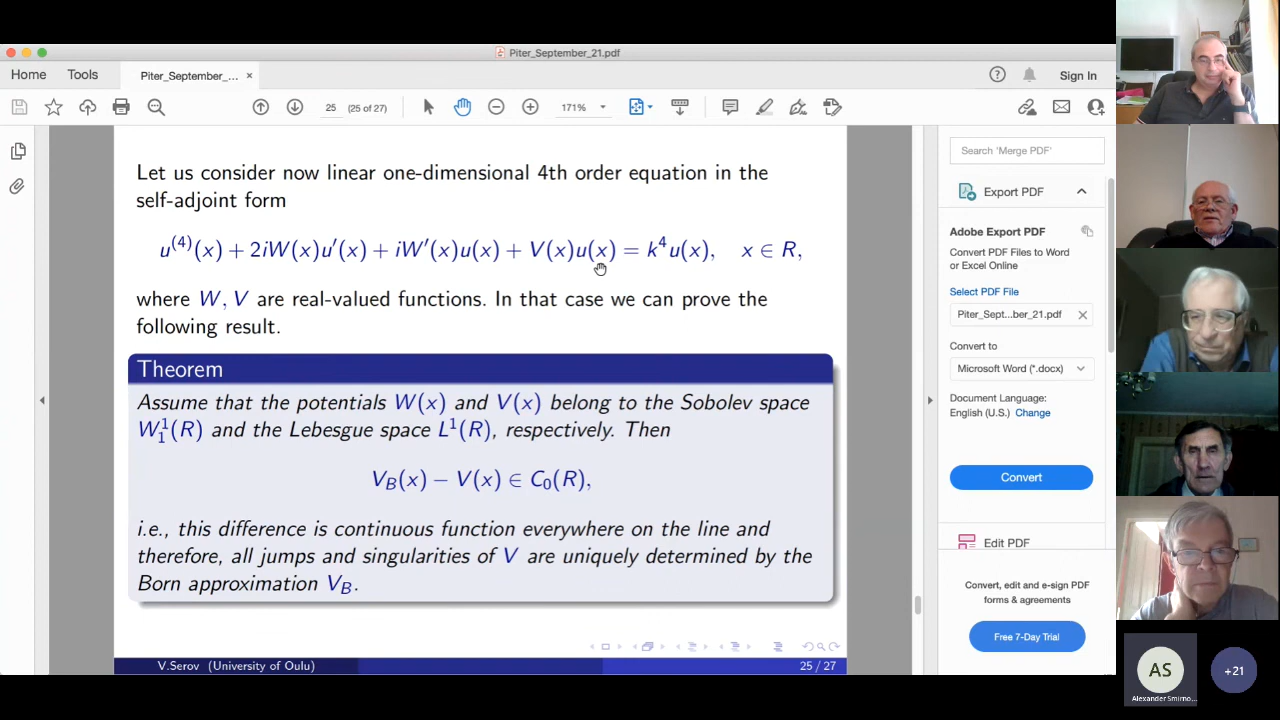 Piter_September_21.pdf
Home Tools Piter_September_... × Sign In
25 (25 of 27) 171%
Let us consider now linear one-dimensional 4th order equation in the
self-adjoint form
u⁽⁴⁾(x) + 2iW(x)u′(x) + iW′(x)u(x) + V(x)u(x) = k⁴u(x), x ∈ R,
where W, V are real-valued functions. In that case we can prove the
following result.
Theorem
Assume that the potentials W(x) and V(x) belong to the Sobolev space
W₁¹(R) and the Lebesgue space L¹(R), respectively. Then
V_B(x) − V(x) ∈ C₀(R),
i.e., this difference is continuous function everywhere on the line and
therefore, all jumps and singularities of V are uniquely determined by the
Born approximation V_B.
V.Serov (University of Oulu) 25 / 27
Search 'Merge PDF'
Export PDF
Adobe Export PDF
Convert PDF Files to Word
or Excel Online
Select PDF File
Piter_Sept...ber_21.pdf ×
Convert to
Microsoft Word (*.docx)
Document Language:
English (U.S.) Change
Convert
Edit PDF
Convert, edit and e-sign PDF
forms & agreements
Free 7-Day Trial
AS
Alexander Smirno...
+21